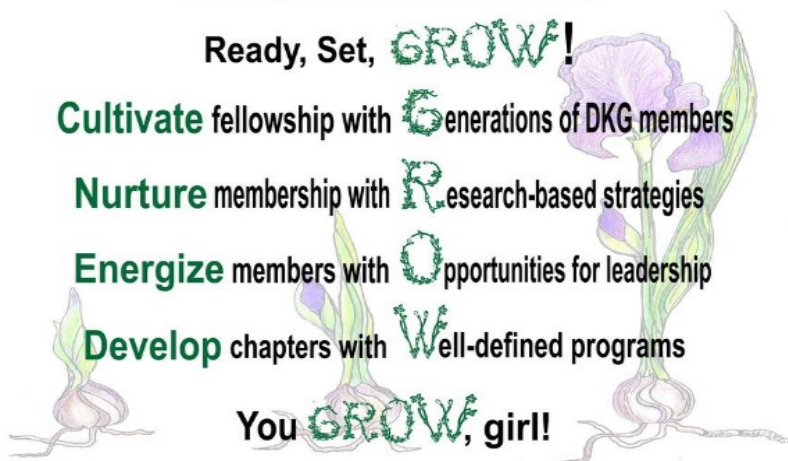 Ready, Set, GROW!
Cultivate fellowship with Generations of DKG members
Nurture membership with Research-based strategies
Energize members with Opportunities for leadership
Develop chapters with Well-defined programs
You GROW, girl!